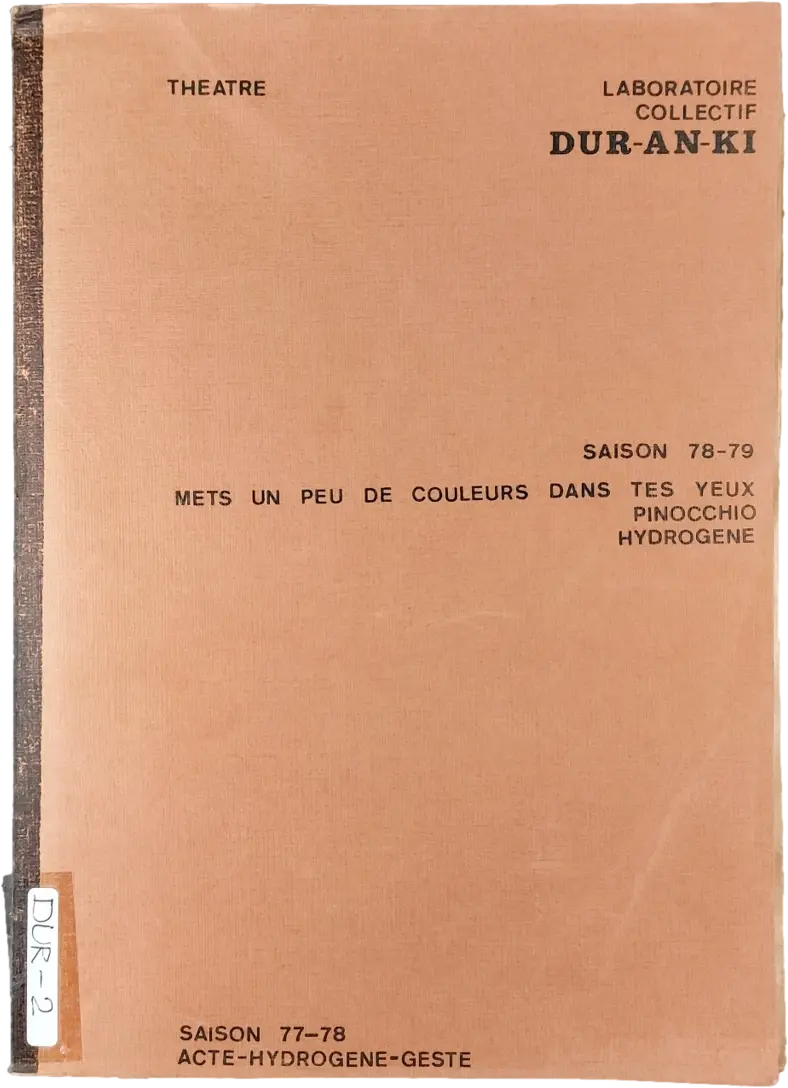 THEATRE
LABORATOIRE
COLLECTIF
DUR-AN-KI
SAISON 78-79
METS UN PEU DE COULEURS DANS TES YEUX
PINOCCHIO
HYDROGENE
DUR-2
SAISON 77-78
ACTE-HYDROGENE-GESTE